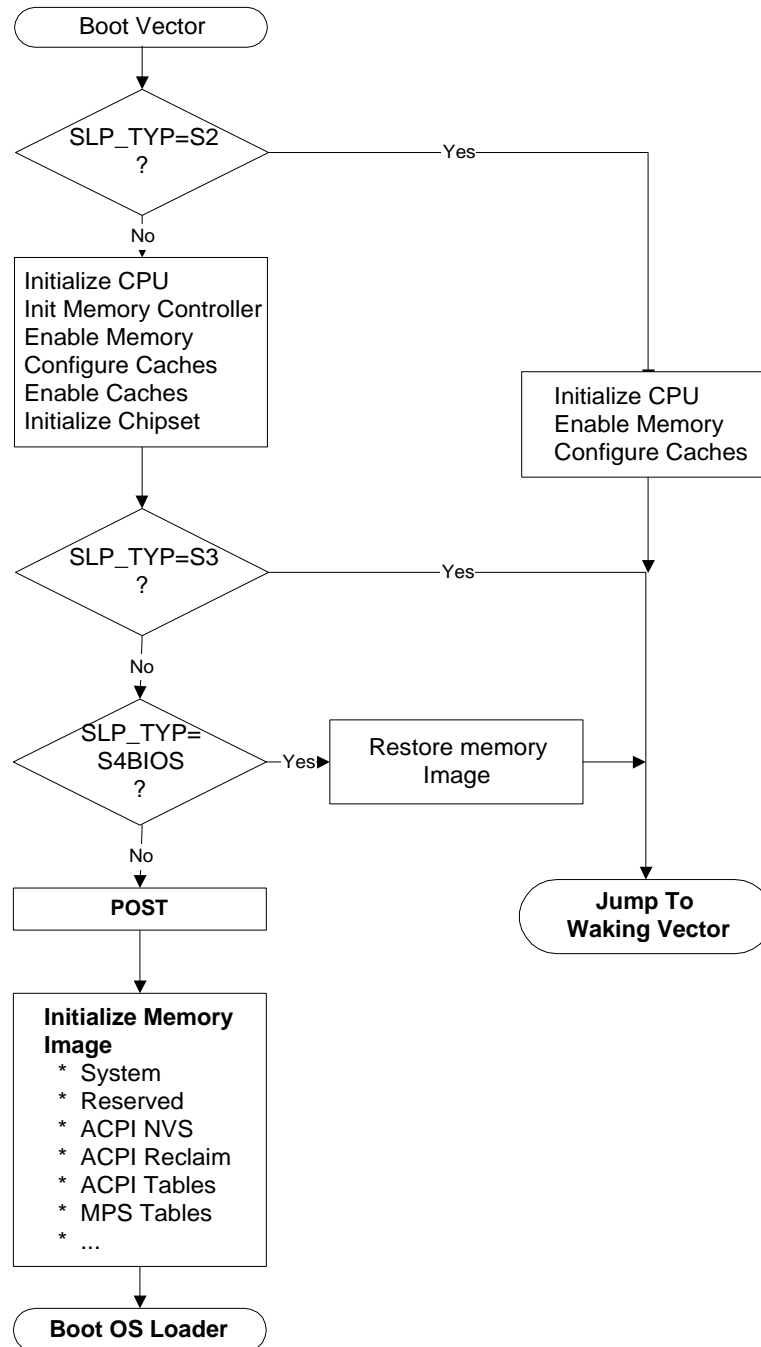 Boot Vector
SLP_TYP=S2
?
Yes
No
Initialize CPU
Init Memory Controller
Enable Memory
Configure Caches
Enable Caches
Initialize Chipset
Initialize CPU
Enable Memory
Configure Caches
SLP_TYP=S3
?
Yes
No
SLP_TYP=
S4BIOS
?
Yes
Restore memory
Image
No
POST
Jump To
Waking Vector
Initialize Memory
Image
* System
* Reserved
* ACPI NVS
* ACPI Reclaim
* ACPI Tables
* MPS Tables
* ...
Boot OS Loader